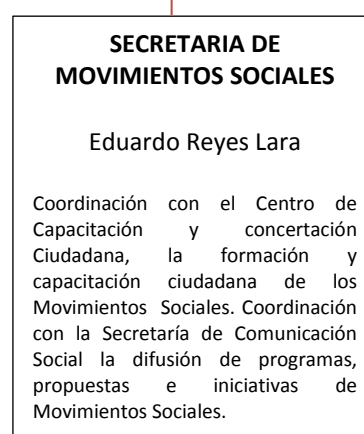 SECRETARIA DE
MOVIMIENTOS SOCIALES
Eduardo Reyes Lara
Coordinación con el Centro de
Capacitación y concertación
Ciudadana, la formación y
capacitación ciudadana de los
Movimientos Sociales. Coordinación
con la Secretaría de Comunicación
Social la difusión de programas,
propuestas e iniciativas de
Movimientos Sociales.